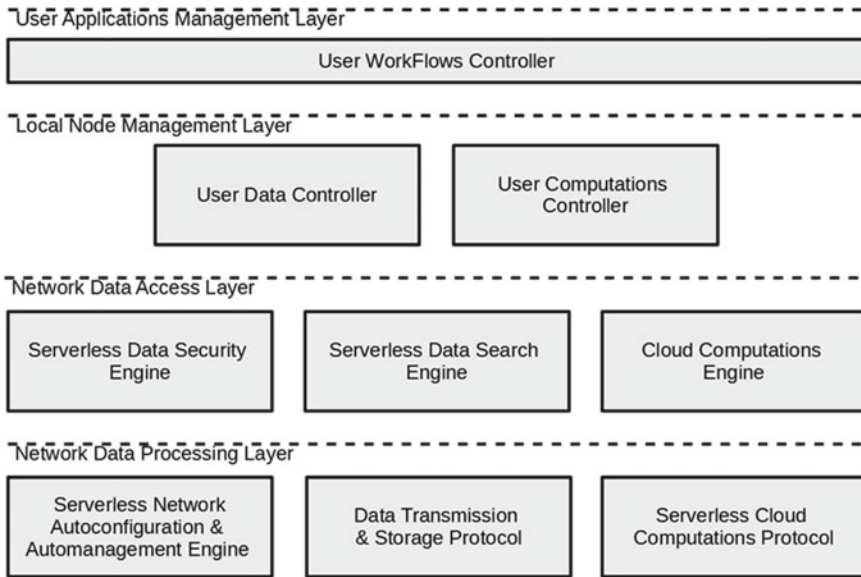 User Applications Management Layer
User WorkFlows Controller
Local Node Management Layer
User Data Controller
User Computations
Controller
Network Data Access Layer
Serverless Data Security
Engine
Serverless Data Search
Engine
Cloud Computations
Engine
Network Data Processing Layer
Serverless Network
Autoconfiguration &
Automanagement Engine
Data Transmission
& Storage Protocol
Serverless Cloud
Computations Protocol